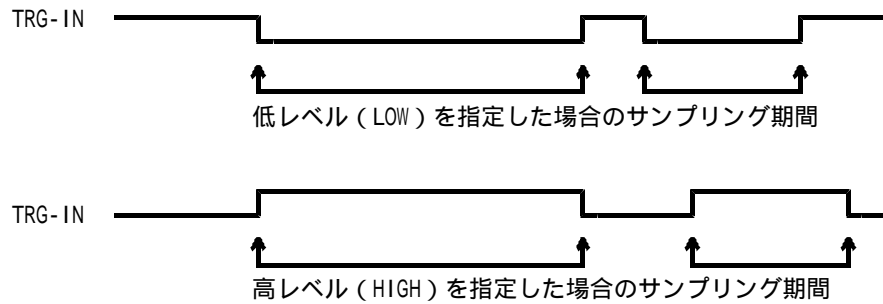 TRG-IN
低レベル(LOW)を指定した場合のサンプリング期間
TRG-IN
高レベル(HIGH)を指定した場合のサンプリング期間